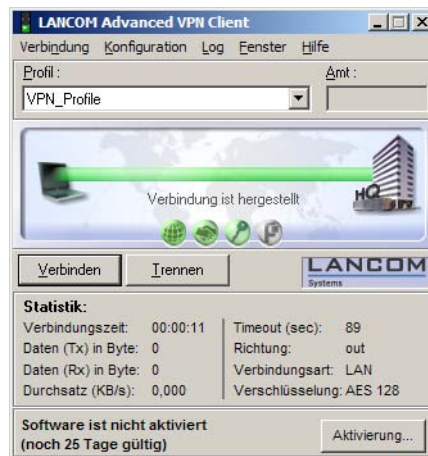 LANCOM Advanced VPN Client
Verbindung Konfiguration Log Fenster Hilfe
Profil: Amt:
VPN_Profile
Verbindung ist hergestellt
HQ
Verbinden Trennen LANCOM
Systems
Statistik:
Verbindungszeit: 00:00:11 Timeout (sec): 89
Daten (Tx) in Byte: 0 Richtung: out
Daten (Rx) in Byte: 0 Verbindungsart: LAN
Durchsatz (KB/s): 0,000 Verschlüsselung: AES 128
Software ist nicht aktiviert
(noch 25 Tage gültig) Aktivierung...